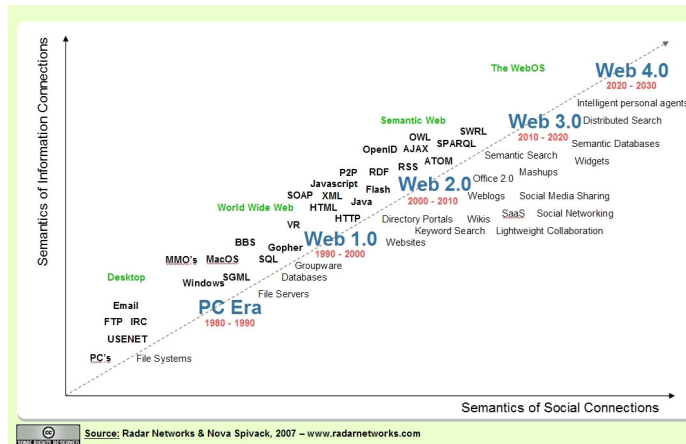 Semantics of Information Connections
The WebOS
Web 4.0
2020 - 2030
Intelligent personal agents
Semantic Web
Web 3.0
Distributed Search
2010 - 2020
OWL
SWRL
OpenID
AJAX
SPARQL
Semantic Databases
ATOM
Semantic Search
Widgets
P2P
RDF
RSS
Mashups
Javascript
Flash
Web 2.0
Office 2.0
SOAP
XML
Java
2000 - 2010
Weblogs
Social Media Sharing
World Wide Web
HTML
HTTP
Directory Portals
Wikis
SaaS
Social Networking
VR
Keyword Search
Lightweight Collaboration
BBS
Gopher
Web 1.0
Websites
1990 - 2000
MMO's
MacOS
SQL
Groupware
Desktop
SGML
Databases
Windows
File Servers
Email
PC Era
FTP
IRC
1980 - 1990
USENET
PC's
File Systems
Semantics of Social Connections
cc
SOME RIGHTS RESERVED
Source: Radar Networks & Nova Spivack, 2007 – www.radarnetworks.com